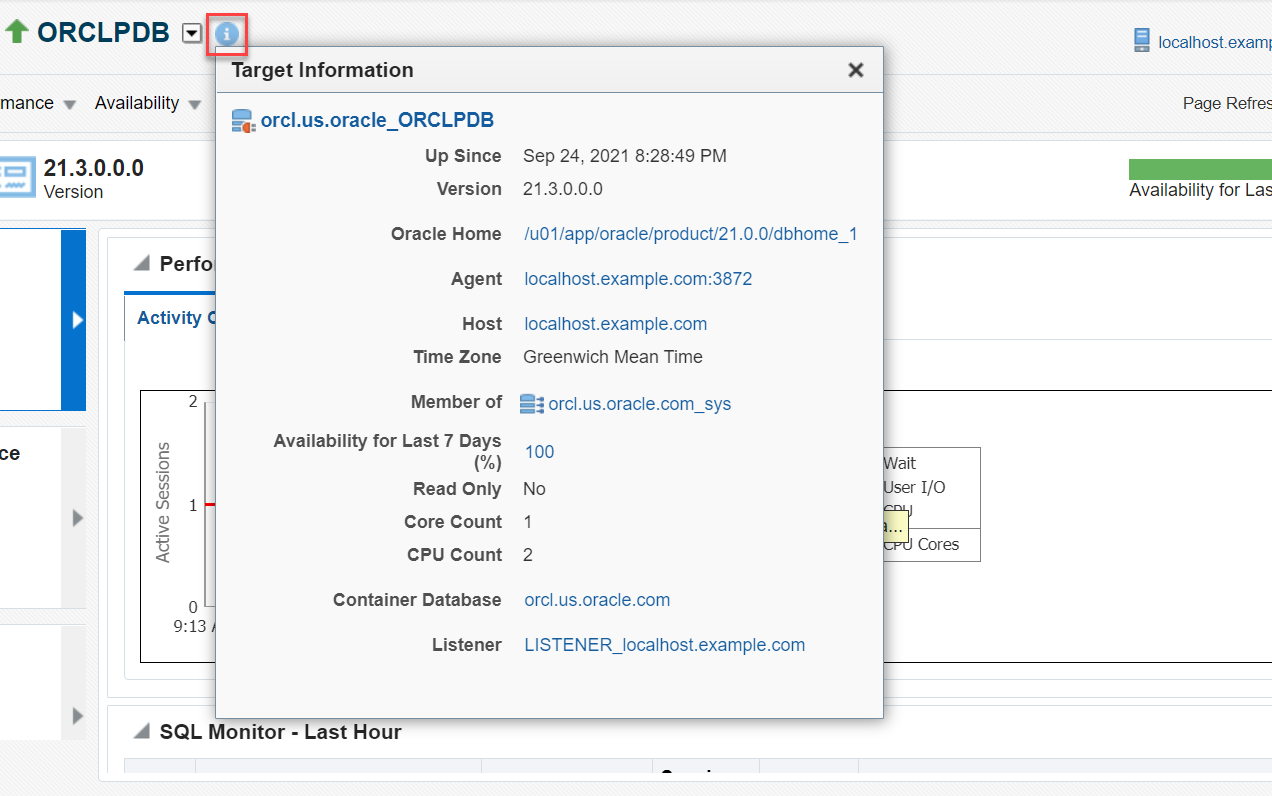 ORCLPDB
localhost.examp
Target Information
mance
Availability
Page Refres
orcl.us.oracle_ORCLPDB
Up Since Sep 24, 2021 8:28:49 PM
Version 21.3.0.0.0
21.3.0.0.0
Version
Availability for Las
Oracle Home /u01/app/oracle/product/21.0.0/dbhome_1
Agent localhost.example.com:3872
Host localhost.example.com
Time Zone Greenwich Mean Time
Member of orcl.us.oracle.com_sys
Availability for Last 7 Days
(%) 100
Read Only No
Core Count 1
CPU Count 2
Container Database orcl.us.oracle.com
Listener LISTENER_localhost.example.com
Perfo
Activity C
ce
Active Sessions
2
1
0
9:13
Wait
User I/O
CPU
a...
CPU Cores
SQL Monitor - Last Hour